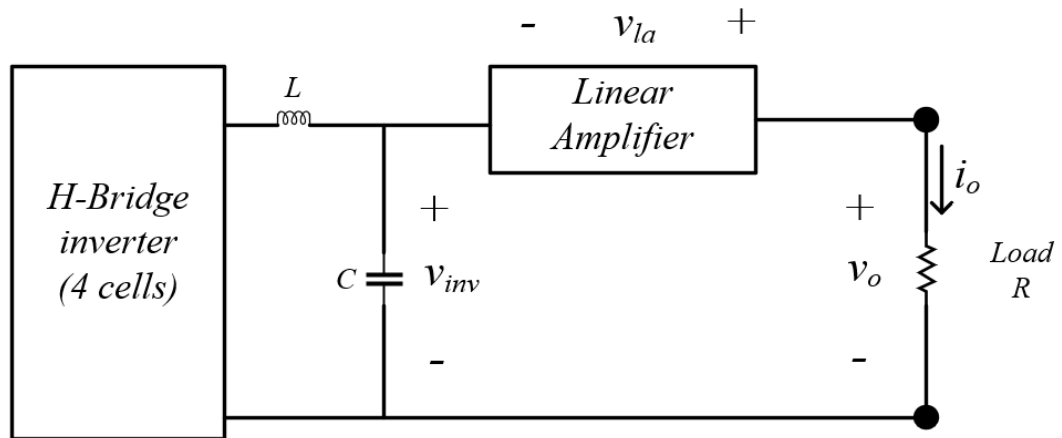 - v_la +
L
Linear
Amplifier
H-Bridge
inverter
(4 cells)
+
C v_inv
-
i_o
+
v_o
-
Load
R